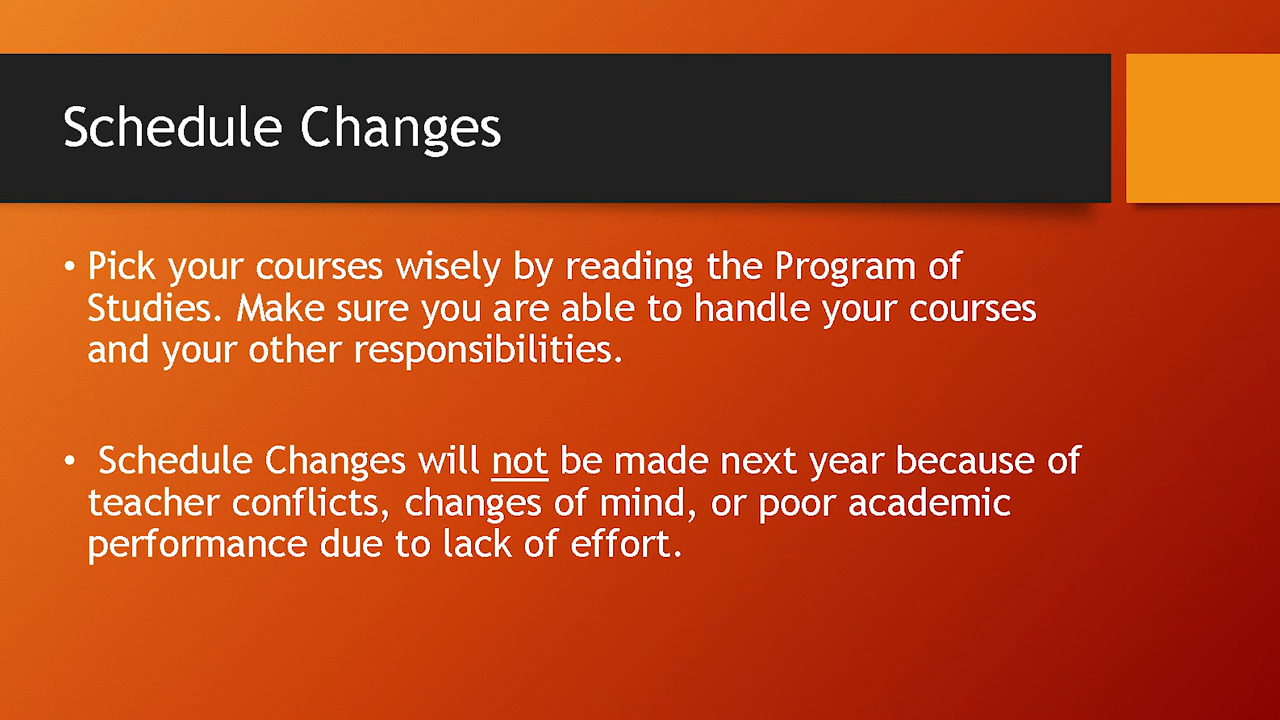 Schedule Changes
• Pick your courses wisely by reading the Program of
Studies. Make sure you are able to handle your courses
and your other responsibilities.
• Schedule Changes will not be made next year because of
teacher conflicts, changes of mind, or poor academic
performance due to lack of effort.